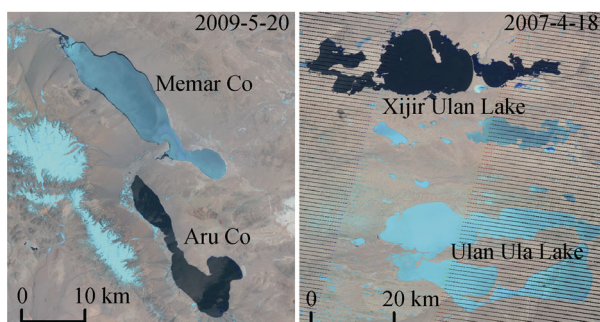 2009-5-20
Memar Co
Aru Co
0 10 km
2007-4-18
Xijir Ulan Lake
Ulan Ula Lake
0 20 km